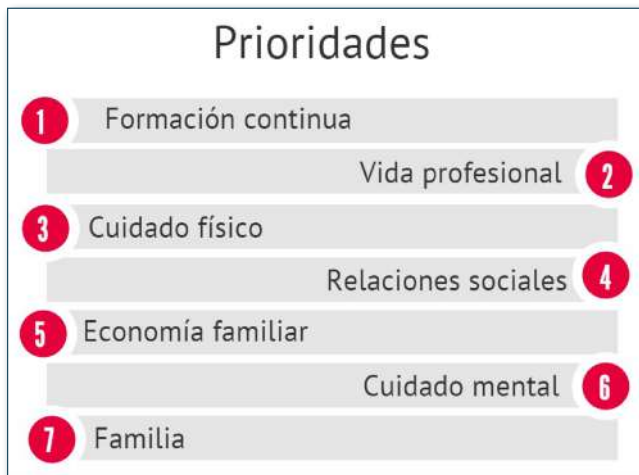 Prioridades
1 Formación continua
Vida profesional 2
3 Cuidado físico
Relaciones sociales 4
5 Economía familiar
Cuidado mental 6
7 Familia